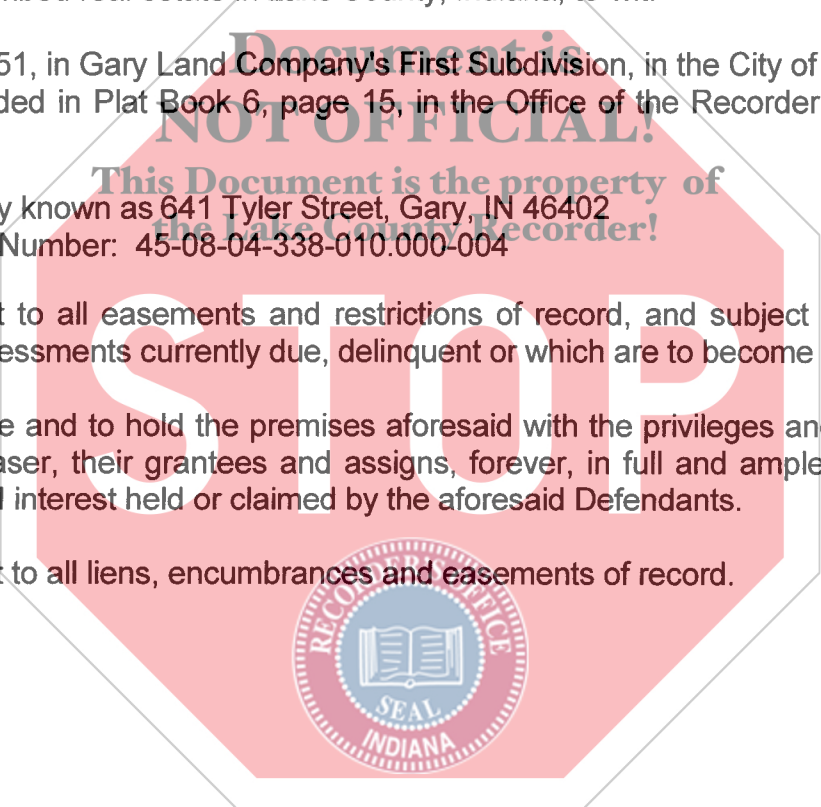 Document is
51, in Gary Land Company's First Subdivision, in the City of
ded in Plat Book 6, page 15, in the Office of the Recorder
NOT OFFICIAL!
This Document is the property of
y known as 641 Tyler Street, Gary, IN 46402
the Lake County Recorder!
Number: 45-08-04-338-010.000-004
STOP
t to all easements and restrictions of record, and subject
essments currently due, delinquent or which are to become
e and to hold the premises aforesaid with the privileges an
aser, their grantees and assigns, forever, in full and ample
interest held or claimed by the aforesaid Defendants.
t to all liens, encumbrances and easements of record.
RECORDER'S OFFICE
SEAL
INDIANA